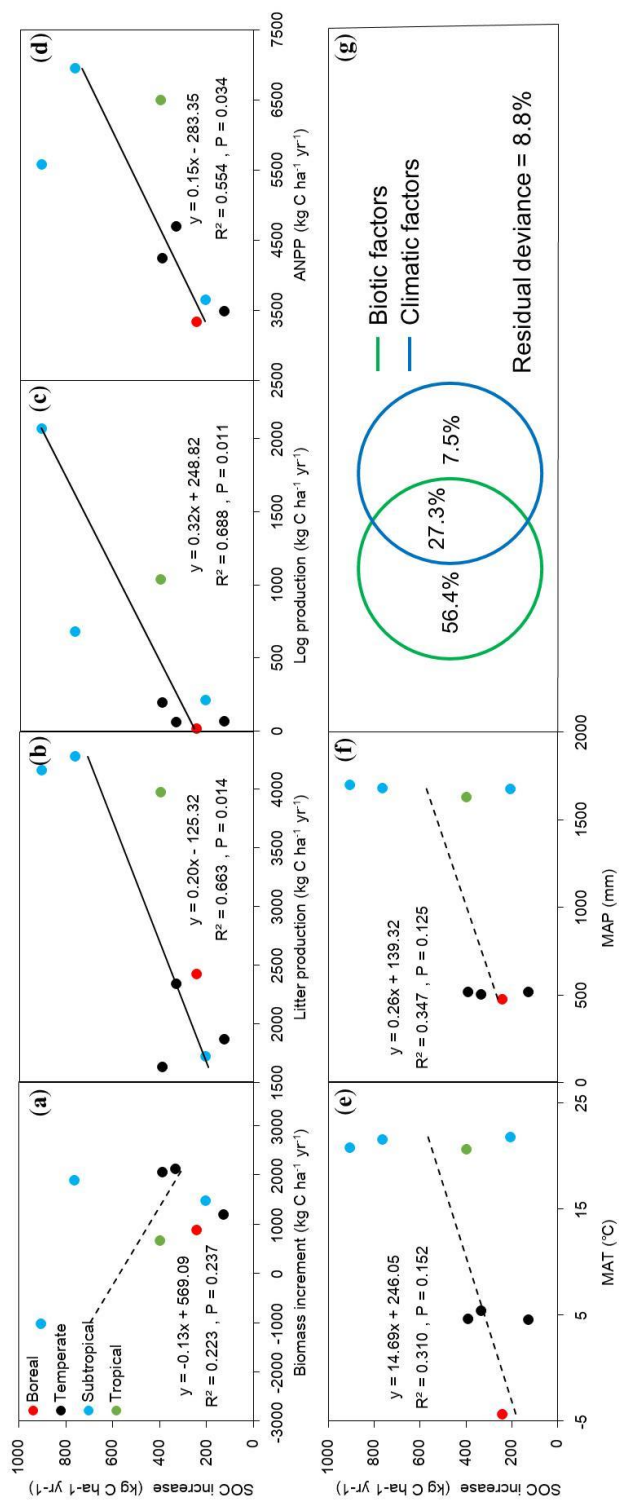 (a)
Boreal
Temperate
Subtropical
Tropical
y = -0.13x + 569.09
R² = 0.223 , P = 0.237
SOC increase (kg C ha-1 yr-1)
0
200
400
600
800
1000
-3000
-2000
-1000
0
1000
2000
3000
Biomass increment (kg C ha⁻¹ yr⁻¹)
(b)
y = 0.20x - 125.32
R² = 0.663 , P = 0.014
1500
2000
2500
3000
3500
4000
Litter production (kg C ha⁻¹ yr⁻¹)
(c)
y = 0.32x + 248.82
R² = 0.688 , P = 0.011
0
500
1000
1500
2000
Log production (kg C ha⁻¹ yr⁻¹)
(d)
y = 0.15x - 283.35
R² = 0.554 , P = 0.034
2500
3500
4500
5500
6500
7500
ANPP (kg C ha⁻¹ yr⁻¹)
(e)
y = 14.69x + 246.05
R² = 0.310 , P = 0.152
SOC increase (kg C ha-1 yr-1)
0
200
400
600
800
1000
-5
5
15
25
MAT (°C)
(f)
y = 0.26x + 139.32
R² = 0.347 , P = 0.125
0
500
1000
1500
2000
MAP (mm)
(g)
Biotic factors
Climatic factors
56.4%
27.3%
7.5%
Residual deviance = 8.8%